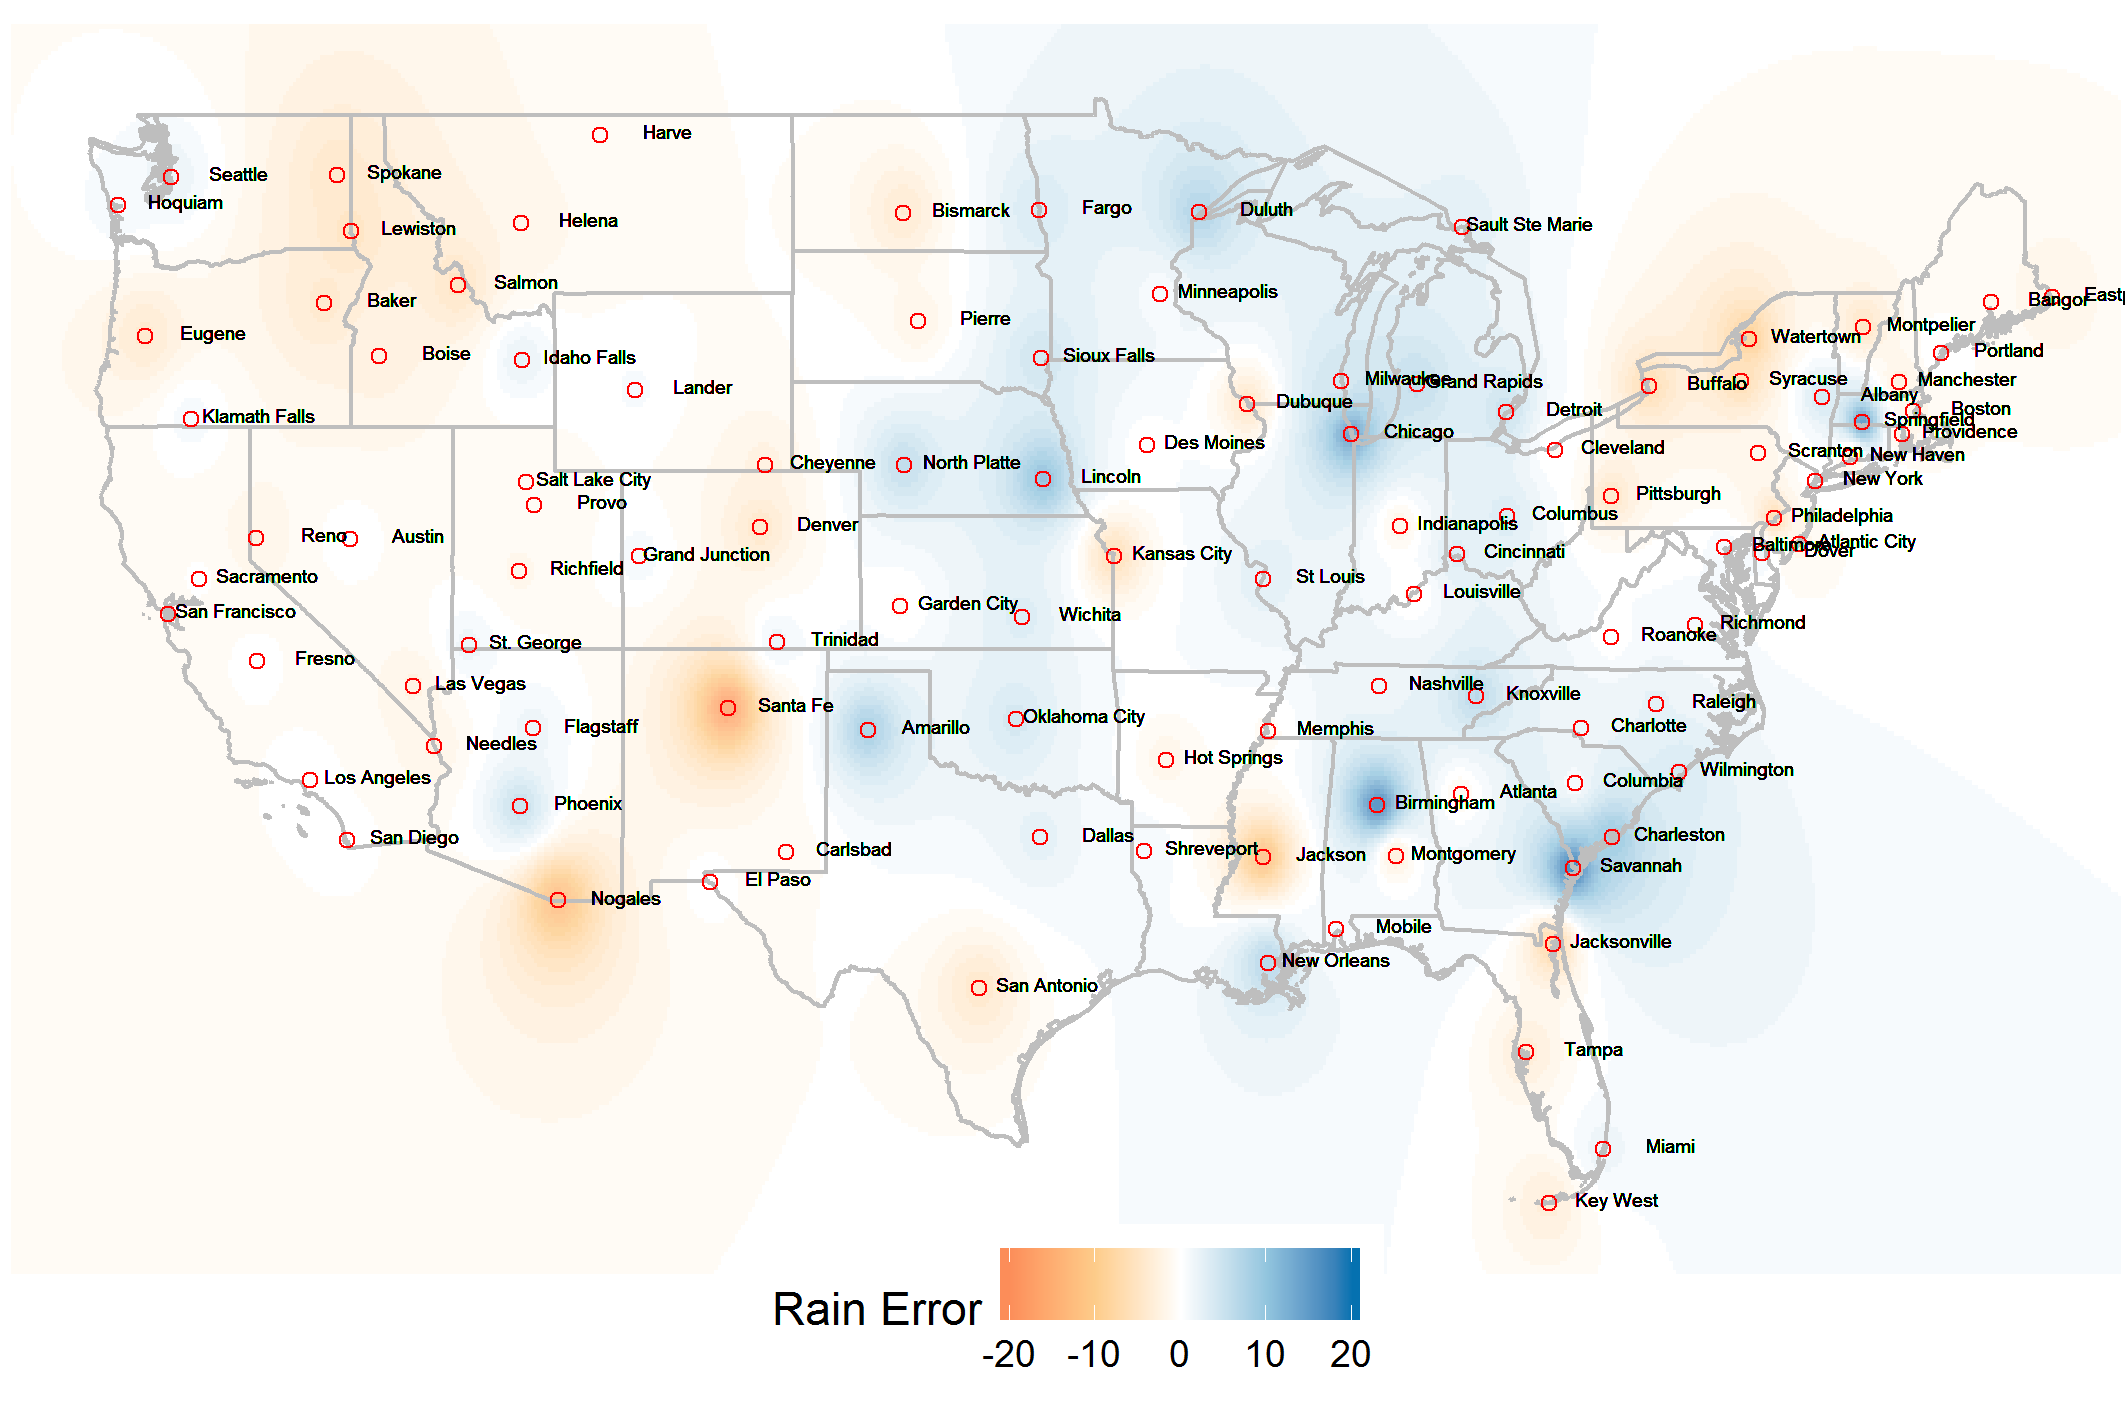 Harve
Seattle
Spokane
Hoquiam
Bismarck
Fargo
Duluth
Helena
Lewiston
Sault Ste Marie
Salmon
Minneapolis
Baker
Bangor
Eastp
Pierre
Montpelier
Eugene
Watertown
Boise
Idaho Falls
Sioux Falls
Portland
Milwaukee
Grand Rapids
Buffalo
Syracuse
Manchester
Lander
Albany
Dubuque
Detroit
Boston
Klamath Falls
Springfield
Chicago
Providence
Des Moines
Cleveland
Scranton
New Haven
Cheyenne
North Platte
Salt Lake City
Lincoln
New York
Provo
Pittsburgh
Columbus
Philadelphia
Denver
Indianapolis
Reno
Austin
Baltimore
Atlantic City
Dover
Grand Junction
Kansas City
Cincinnati
Richfield
Sacramento
St Louis
San Francisco
Garden City
Wichita
Louisville
Richmond
St. George
Trinidad
Roanoke
Fresno
Las Vegas
Nashville
Knoxville
Santa Fe
Raleigh
Flagstaff
Amarillo
Oklahoma City
Memphis
Charlotte
Needles
Hot Springs
Los Angeles
Wilmington
Columbia
Phoenix
Birmingham
Atlanta
San Diego
Dallas
Charleston
Carlsbad
Shreveport
Jackson
Montgomery
El Paso
Savannah
Nogales
Mobile
Jacksonville
New Orleans
San Antonio
Tampa
Miami
Key West
Rain Error
-20 -10 0 10 20